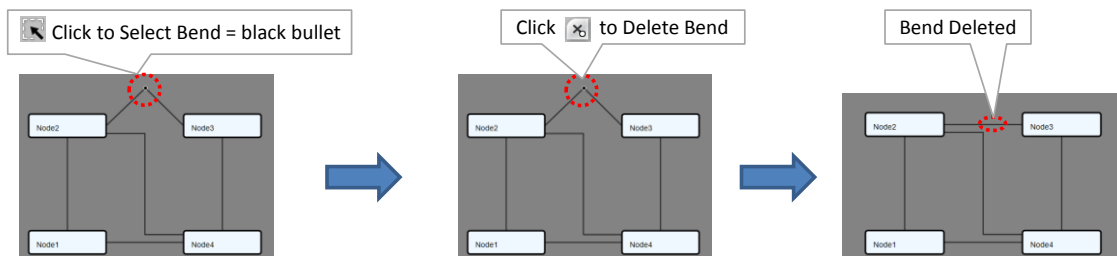 Click to Select Bend = black bullet
Click to Delete Bend
Bend Deleted
Node2
Node3
Node1
Node4
Node2
Node3
Node1
Node4
Node2
Node3
Node1
Node4